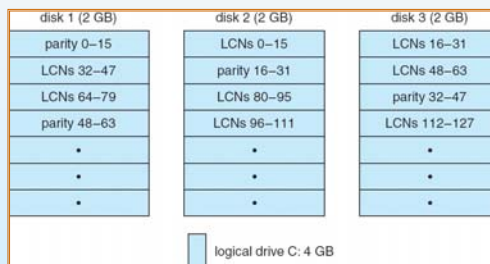 disk 1 (2 GB) disk 2 (2 GB) disk 3 (2 GB)
parity 0–15 LCNs 0–15 LCNs 16–31
LCNs 32–47 parity 16–31 LCNs 48–63
LCNs 64–79 LCNs 80–95 parity 32–47
parity 48–63 LCNs 96–111 LCNs 112–127
logical drive C: 4 GB